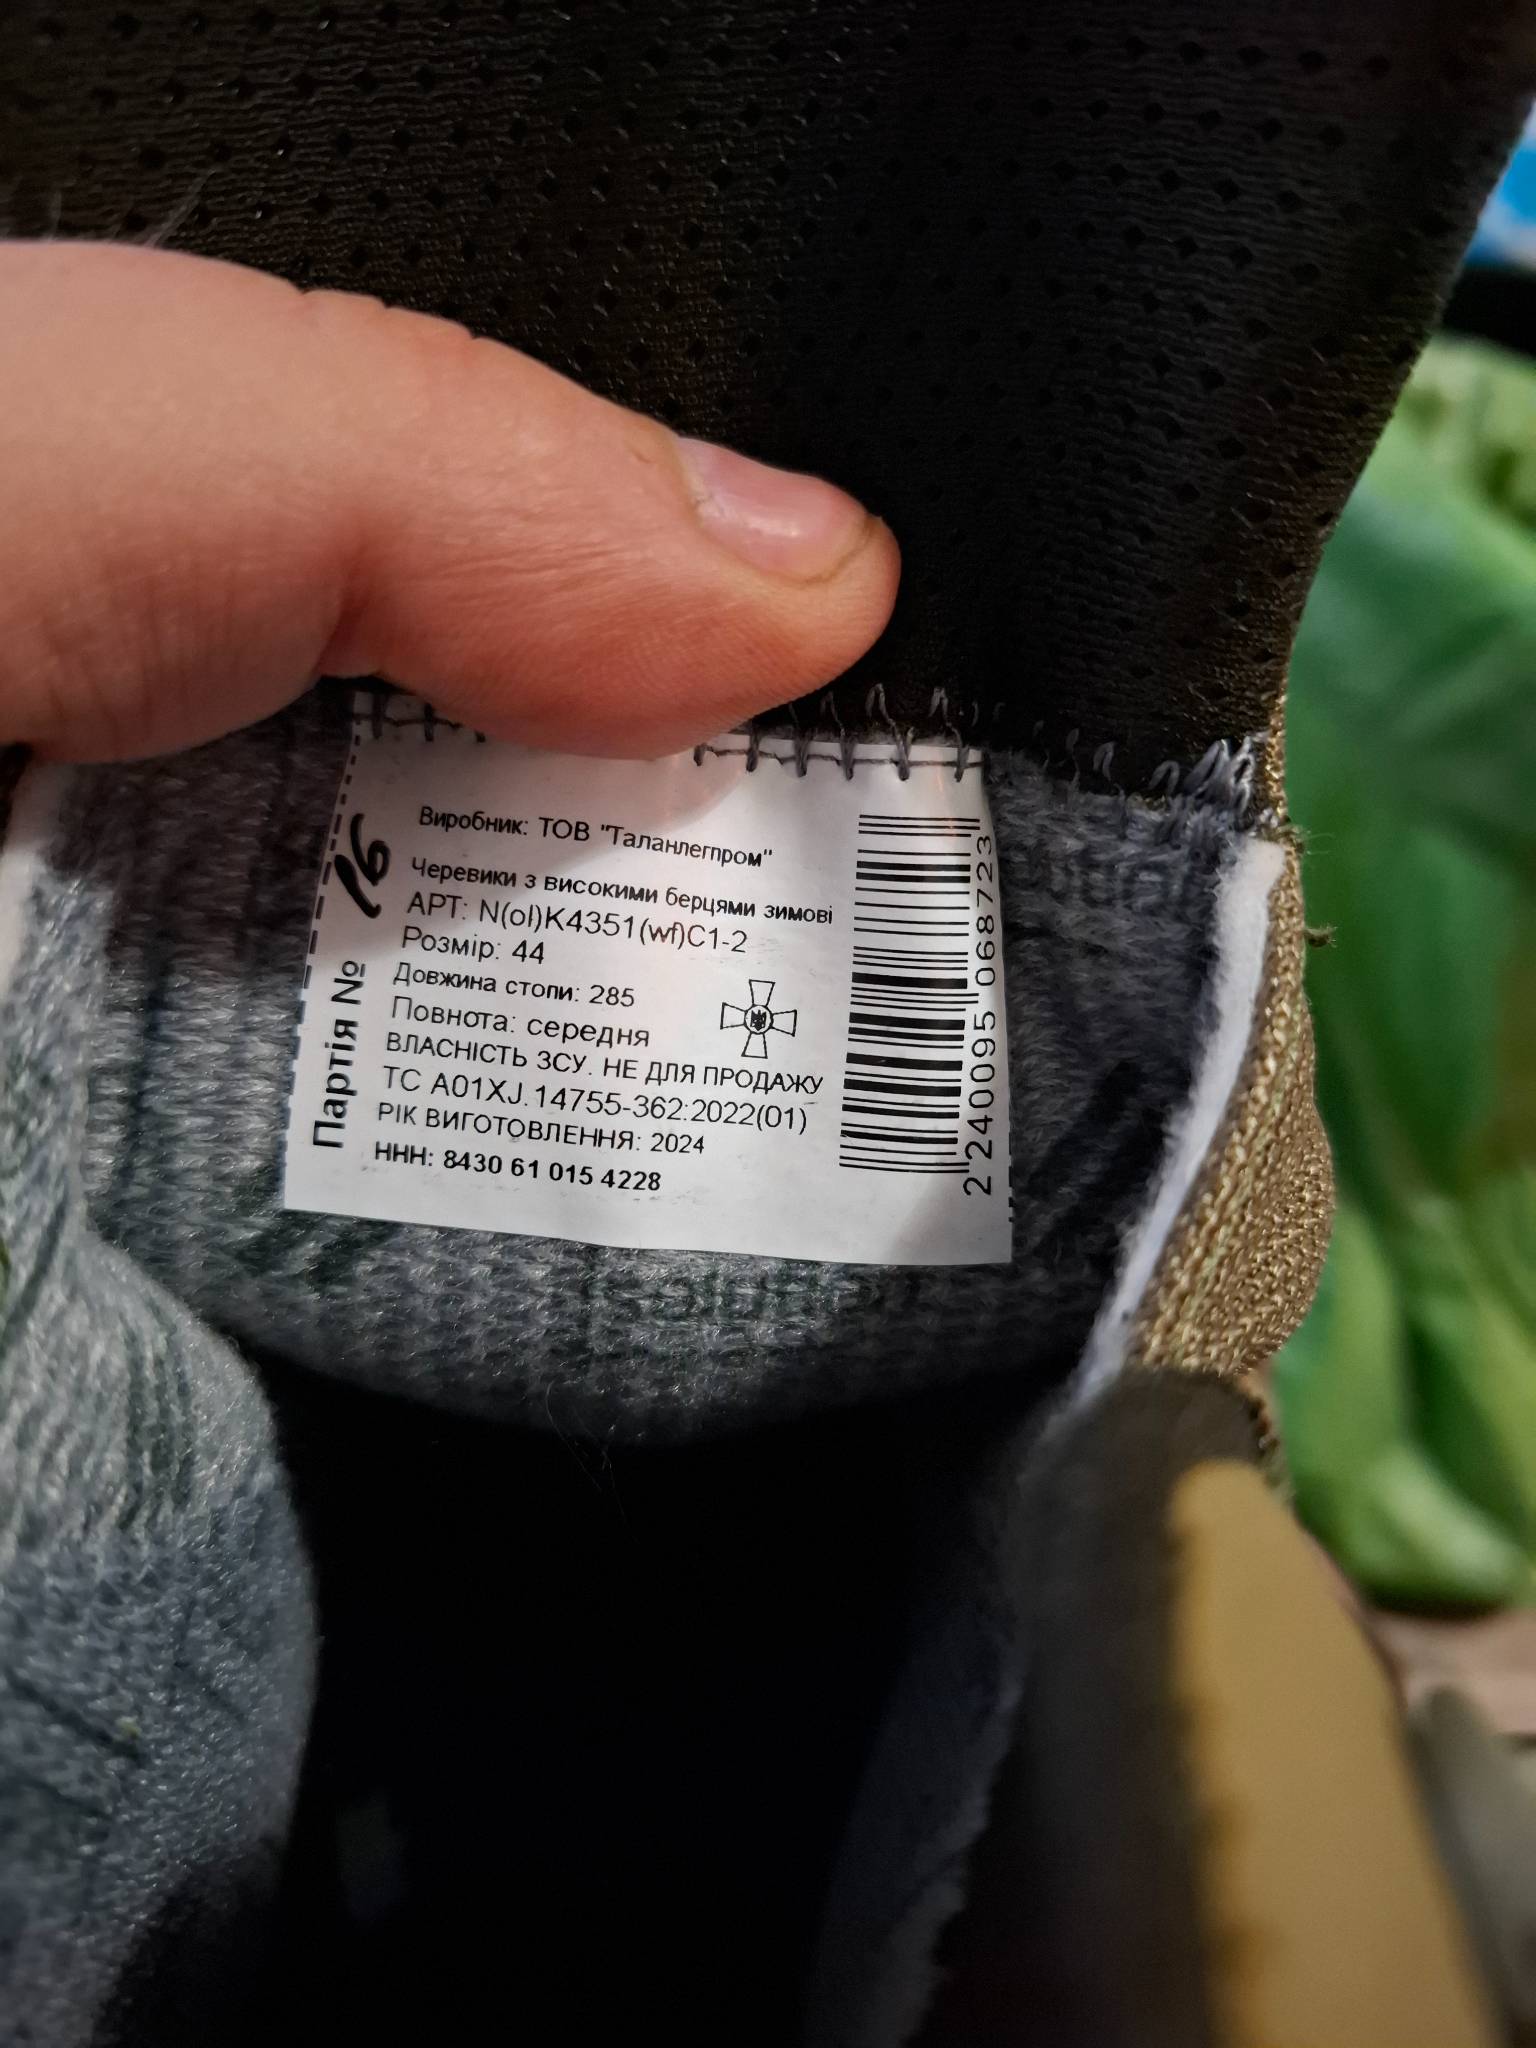 Виробник: ТОВ "Таланлегпром"
Черевики з високими берцями зимові
АРТ: N(ol)K4351(wf)C1-2
Розмір: 44
Довжина стопи: 285
Повнота: середня
ВЛАСНІСТЬ ЗСУ. НЕ ДЛЯ ПРОДАЖУ
ТС А01XJ.14755-362:2022(01)
РІК ВИГОТОВЛЕННЯ: 2024
ННН: 8430 61 015 4228
Партія № 16
2 240095 068723